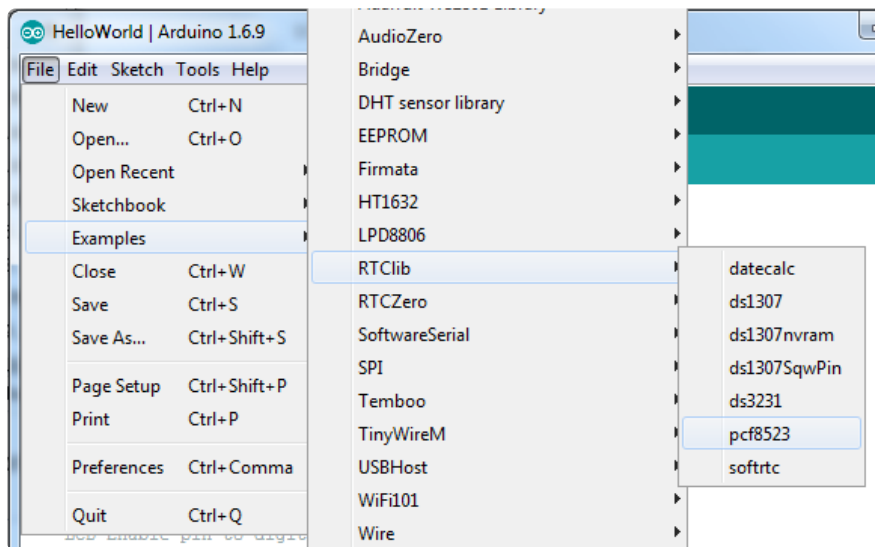 HelloWorld | Arduino 1.6.9
File Edit Sketch Tools Help
New Ctrl+N
Open... Ctrl+O
Open Recent
Sketchbook
Examples
Close Ctrl+W
Save Ctrl+S
Save As... Ctrl+Shift+S
Page Setup Ctrl+Shift+P
Print Ctrl+P
Preferences Ctrl+Comma
Quit Ctrl+Q
AudioZero
Bridge
DHT sensor library
EEPROM
Firmata
HT1632
LPD8806
RTClib
RTCZero
SoftwareSerial
SPI
Temboo
TinyWireM
USBHost
WiFi101
Wire
datecalc
ds1307
ds1307nvram
ds1307SqwPin
ds3231
pcf8523
softrtc